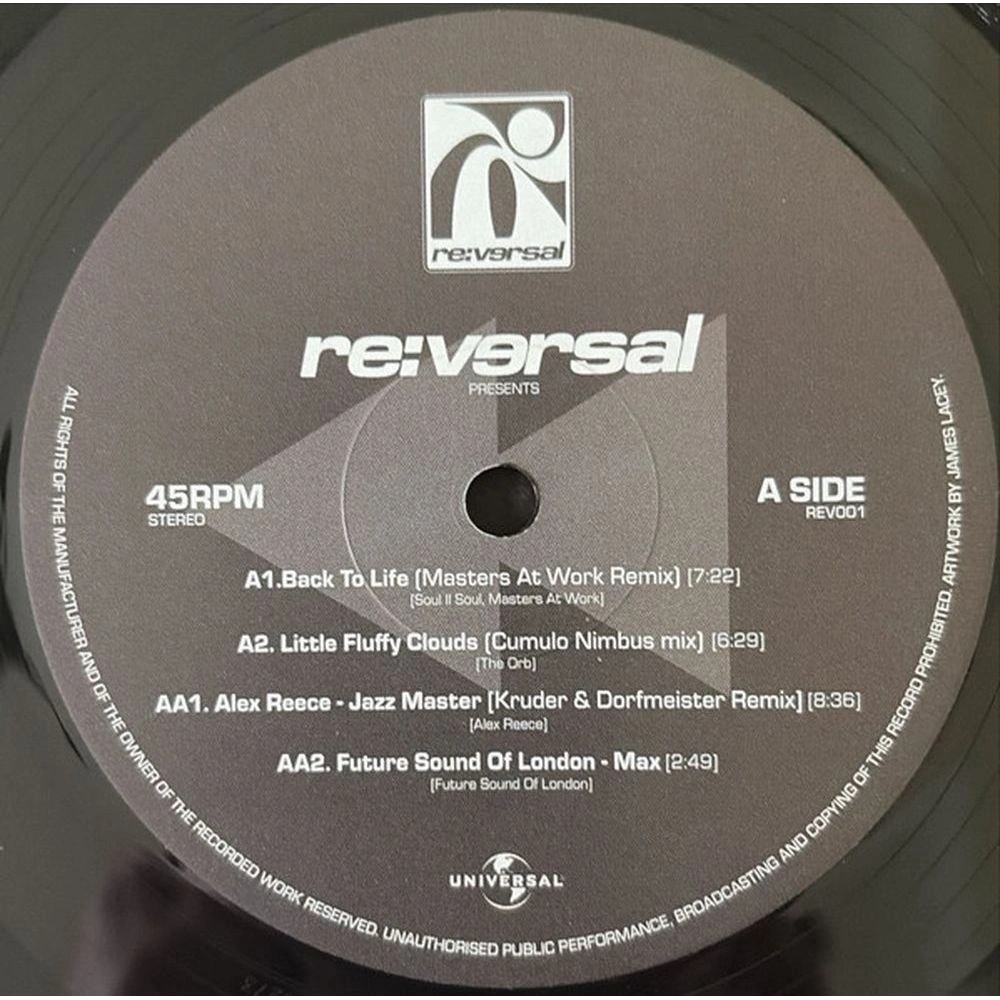 re:versal
re:versal
PRESENTS
45RPM
STEREO
A SIDE
REV001
A1.Back To Life (Masters At Work Remix) [7:22]
[Soul II Soul, Masters At Work]
A2. Little Fluffy Clouds (Cumulo Nimbus mix) [6:29]
[The Orb]
AA1. Alex Reece - Jazz Master [Kruder & Dorfmeister Remix] [8:36]
[Alex Reece]
AA2. Future Sound Of London - Max [2:49]
[Future Sound Of London]
UNIVERSAL
ALL RIGHTS OF THE MANUFACTURER AND OF THE OWNER OF THE RECORDED WORK RESERVED. UNAUTHORISED PUBLIC PERFORMANCE, BROADCASTING AND COPYING OF THIS RECORD PROHIBITED. ARTWORK BY JAMES LACEY.